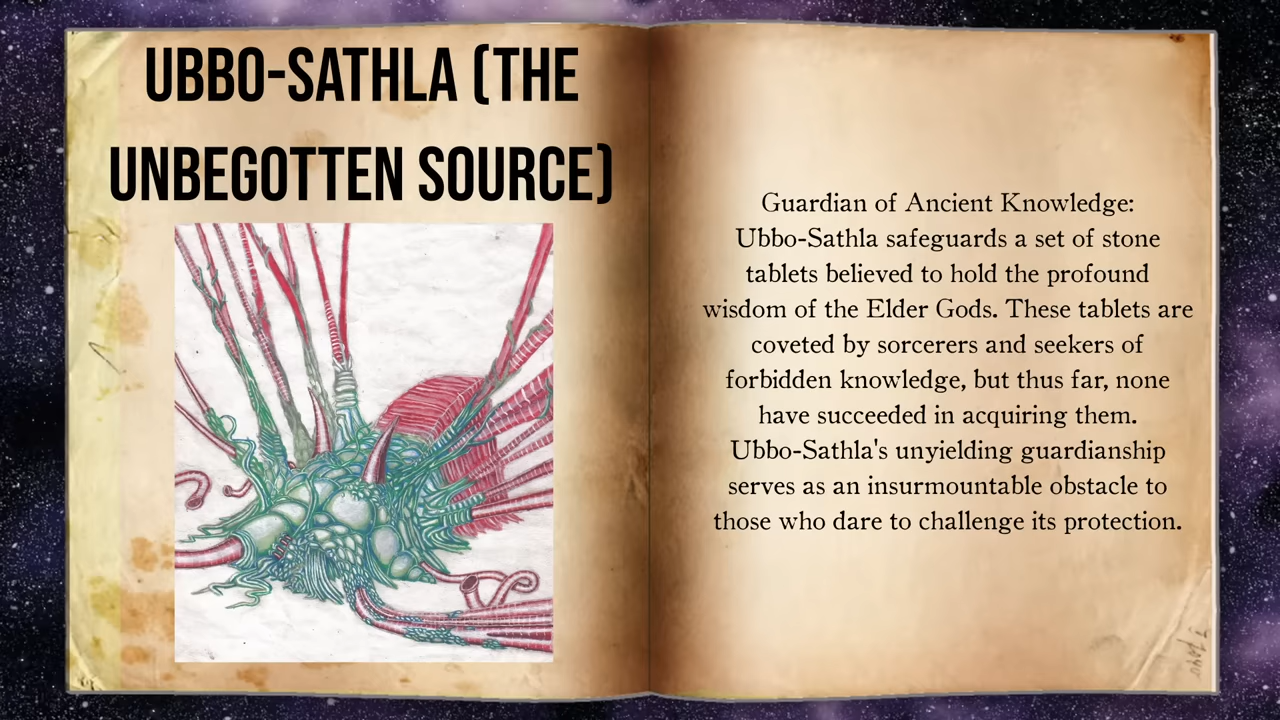 UBBO-SATHLA (THE
UNBEGOTTEN SOURCE)
Guardian of Ancient Knowledge:
Ubbo-Sathla safeguards a set of stone
tablets believed to hold the profound
wisdom of the Elder Gods. These tablets are
coveted by sorcerers and seekers of
forbidden knowledge, but thus far, none
have succeeded in acquiring them.
Ubbo-Sathla's unyielding guardianship
serves as an insurmountable obstacle to
those who dare to challenge its protection.